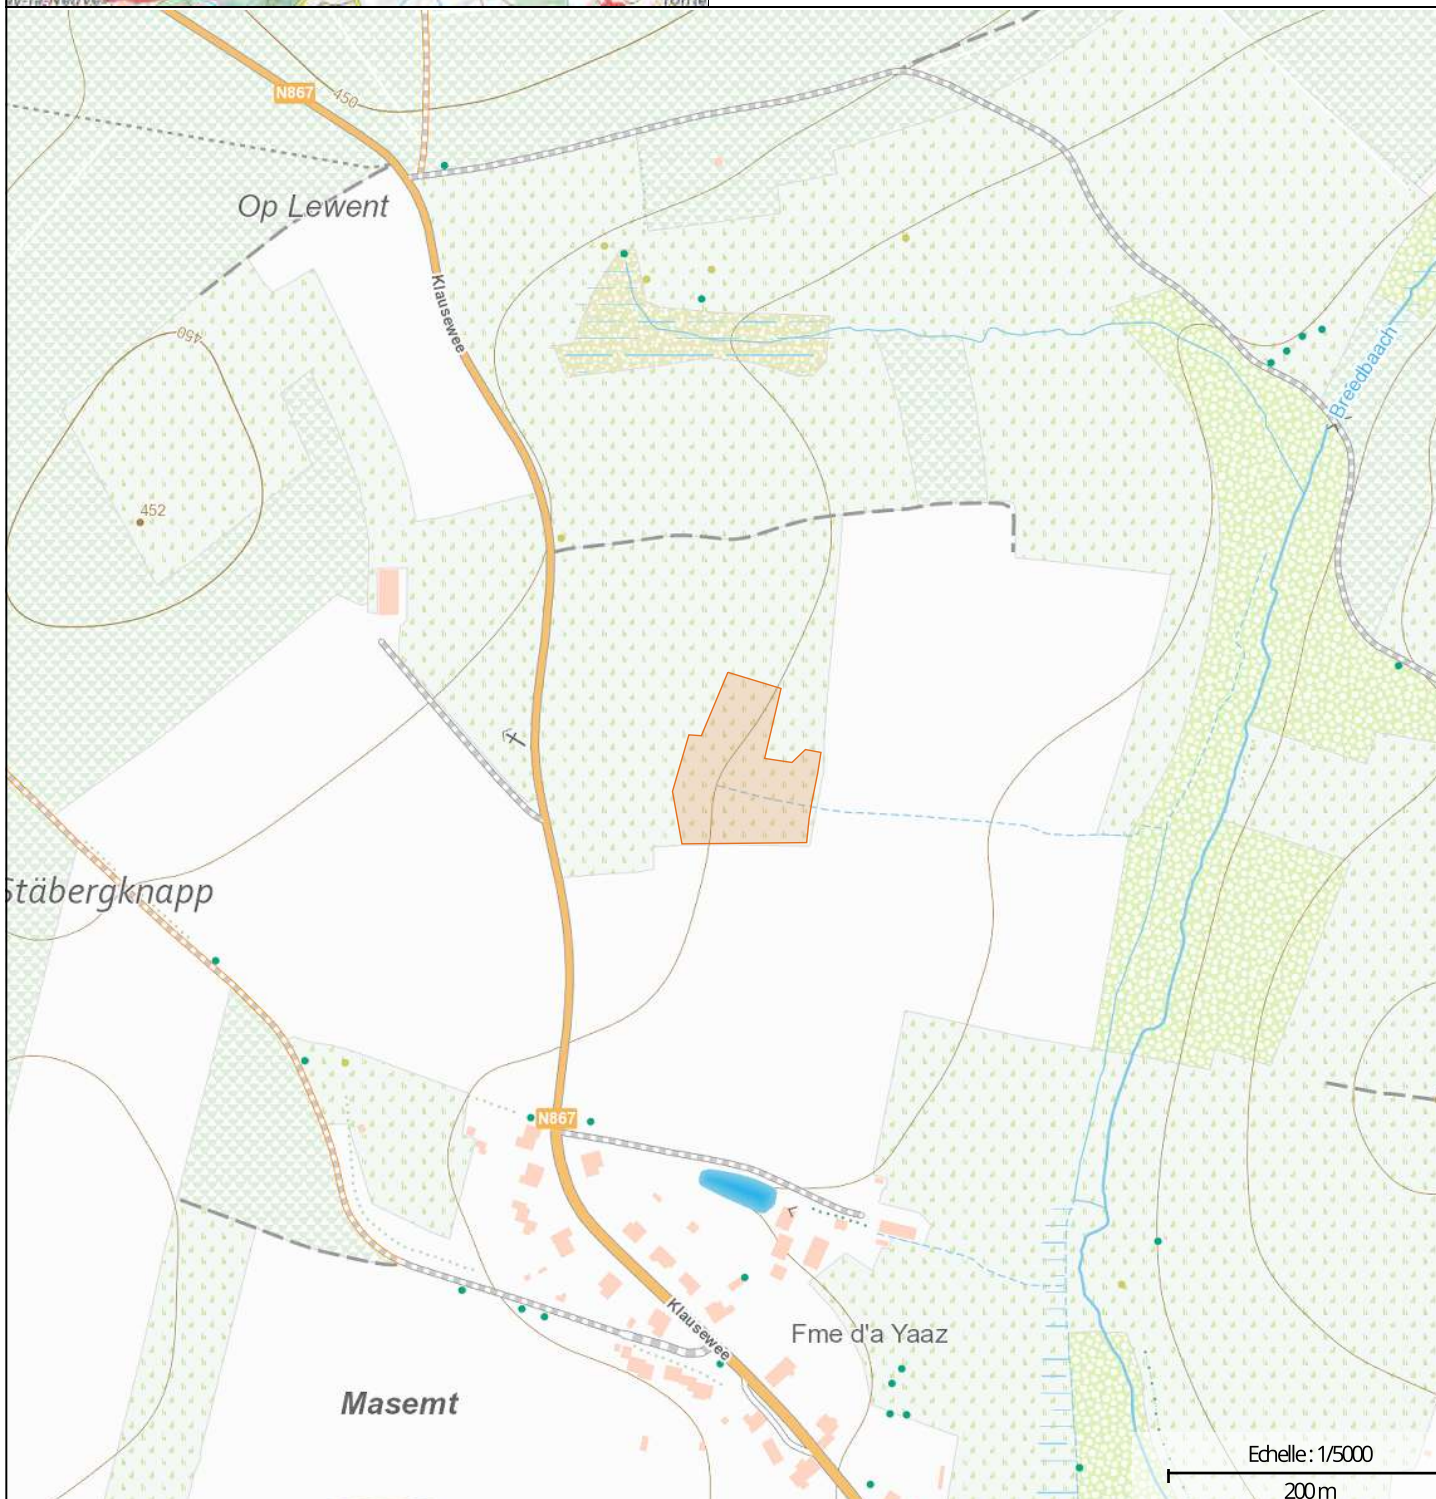 N867
450
Op Lewent
Klausewee
450
Breedbaach
452
Stäbergknapp
N867
Klausewee
Fme d'a Yaaz
Masemt
Echelle : 1/5000
200 m